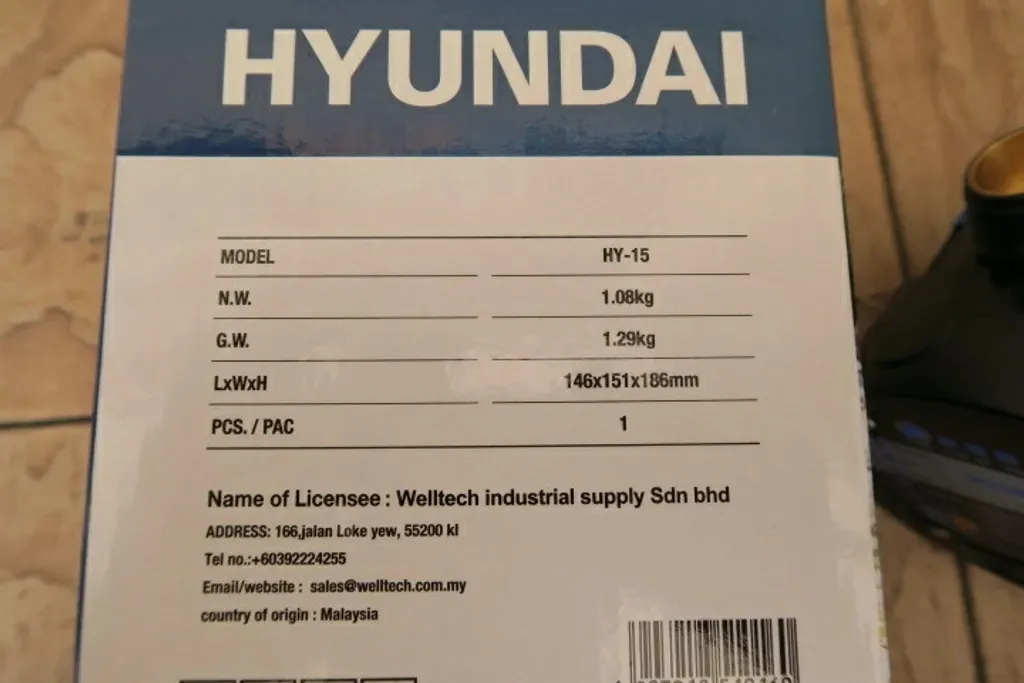 HYUNDAI
MODEL HY-15
N.W. 1.08kg
G.W. 1.29kg
LxWxH 146x151x186mm
PCS. / PAC 1
Name of Licensee : Welltech industrial supply Sdn bhd
ADDRESS: 166,jalan Loke yew, 55200 kl
Tel no.:+60392224255
Email/website : sales@welltech.com.my
country of origin : Malaysia